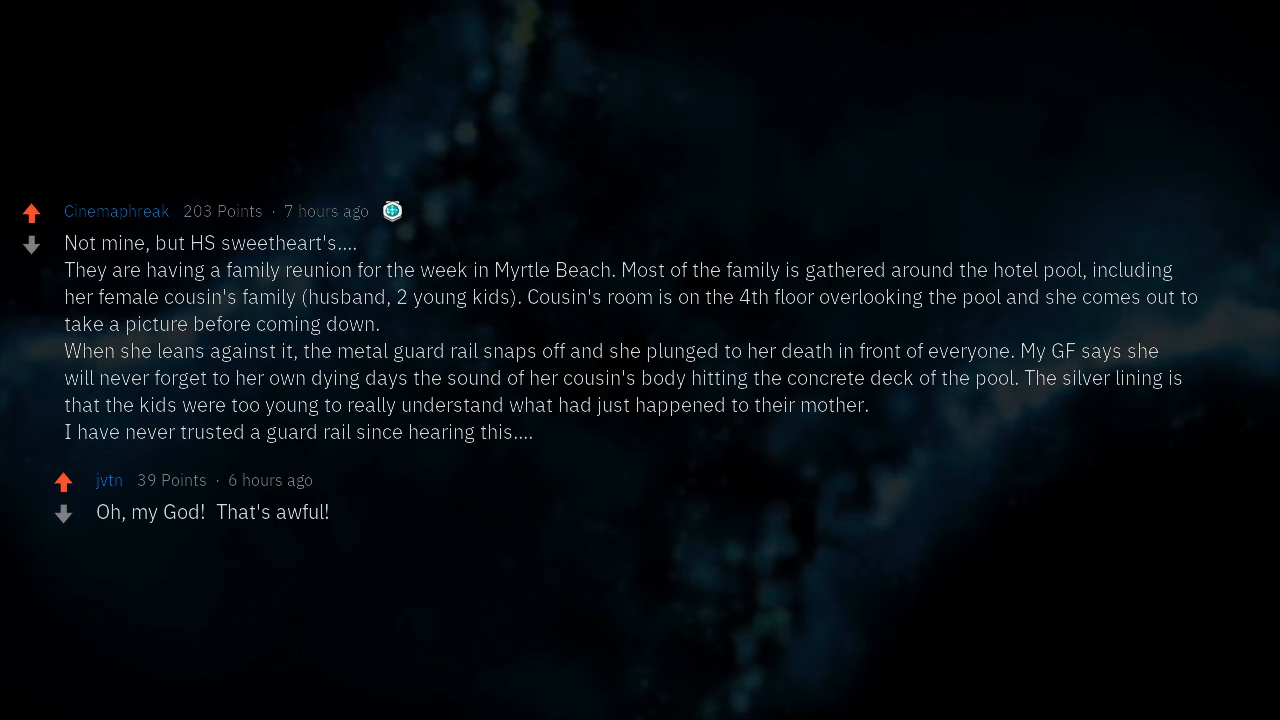 Cinemaphreak 203 Points · 7 hours ago
Not mine, but HS sweetheart's....
They are having a family reunion for the week in Myrtle Beach. Most of the family is gathered around the hotel pool, including
her female cousin's family (husband, 2 young kids). Cousin's room is on the 4th floor overlooking the pool and she comes out to
take a picture before coming down.
When she leans against it, the metal guard rail snaps off and she plunged to her death in front of everyone. My GF says she
will never forget to her own dying days the sound of her cousin's body hitting the concrete deck of the pool. The silver lining is
that the kids were too young to really understand what had just happened to their mother.
I have never trusted a guard rail since hearing this....
jvtn 39 Points · 6 hours ago
Oh, my God!  That's awful!